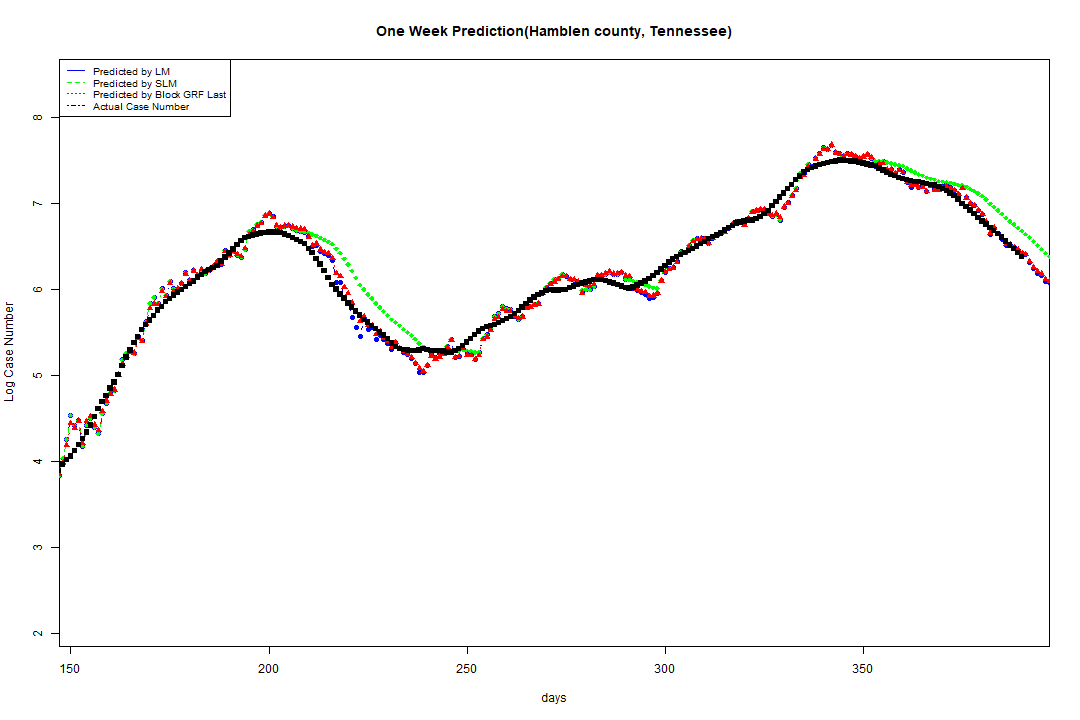 One Week Prediction(Hamblen county, Tennessee)
Predicted by LM
Predicted by SLM
Predicted by Block GRF Last
Actual Case Number
Log Case Number
8
7
6
5
4
3
2
150 200 250 300 350
days